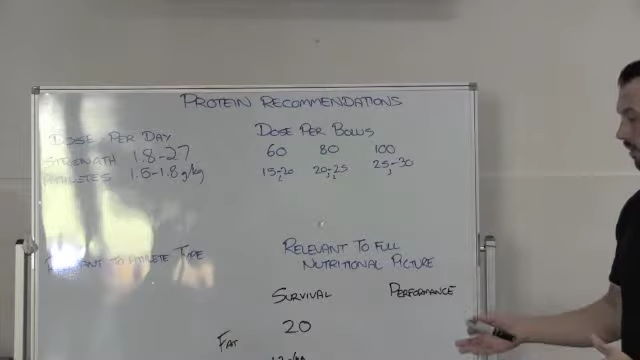 PROTEIN RECOMMENDATIONS
DOSE PER DAY
STRENGTH 1.8-27
ATHLETES 1.5-1.8 g/kg
DOSE PER BOLUS
60 80 100
15-20 20-25 25-30
RELEVANT TO ATHLETE TYPE
RELEVANT TO FULL
NUTRITIONAL PICTURE
SURVIVAL PERFORMANCE
20
FAT